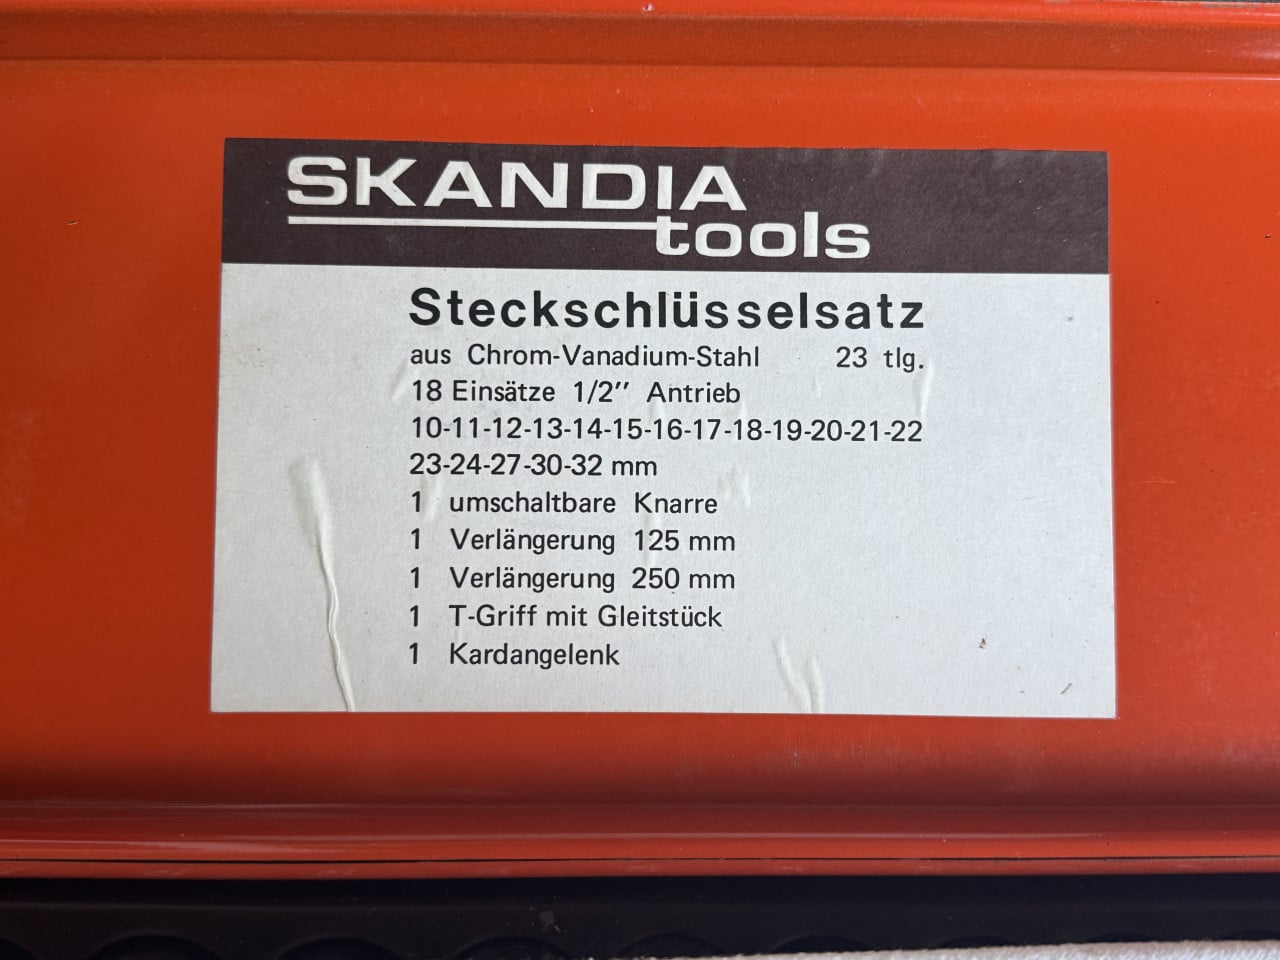 SKANDIA
tools
Steckschlüsselsatz
aus Chrom-Vanadium-Stahl 23 tlg.
18 Einsätze 1/2’’ Antrieb
10-11-12-13-14-15-16-17-18-19-20-21-22
23-24-27-30-32 mm
1 umschaltbare Knarre
1 Verlängerung 125 mm
1 Verlängerung 250 mm
1 T-Griff mit Gleitstück
1 Kardangelenk